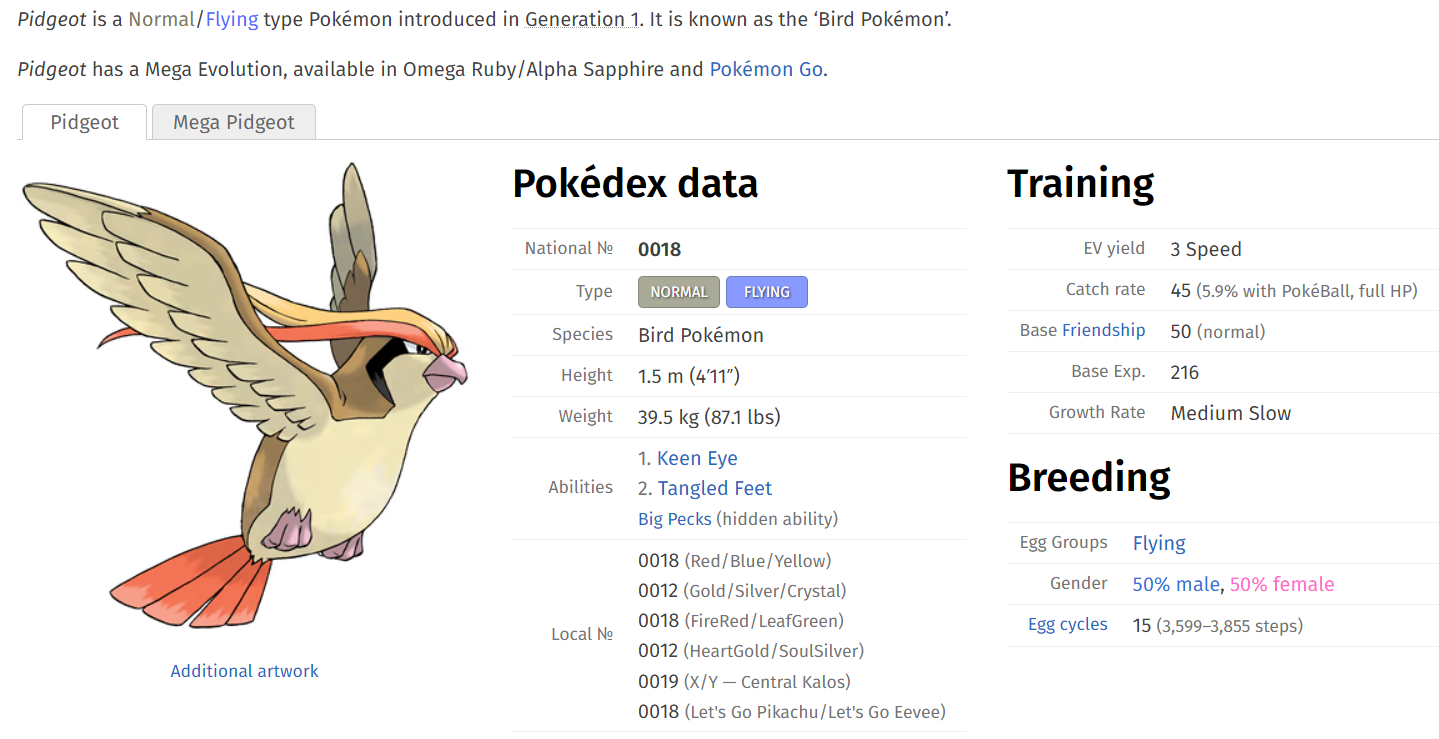 Pidgeot is a Normal/Flying type Pokémon introduced in Generation 1. It is known as the ‘Bird Pokémon’.
Pidgeot has a Mega Evolution, available in Omega Ruby/Alpha Sapphire and Pokémon Go.
Pidgeot
Mega Pidgeot
Additional artwork
Pokédex data
National № 0018
Type NORMAL FLYING
Species Bird Pokémon
Height 1.5 m (4′11″)
Weight 39.5 kg (87.1 lbs)
Abilities
1. Keen Eye
2. Tangled Feet
Big Pecks (hidden ability)
Local №
0018 (Red/Blue/Yellow)
0012 (Gold/Silver/Crystal)
0018 (FireRed/LeafGreen)
0012 (HeartGold/SoulSilver)
0019 (X/Y — Central Kalos)
0018 (Let's Go Pikachu/Let's Go Eevee)
Training
EV yield 3 Speed
Catch rate 45 (5.9% with PokéBall, full HP)
Base Friendship 50 (normal)
Base Exp. 216
Growth Rate Medium Slow
Breeding
Egg Groups Flying
Gender 50% male, 50% female
Egg cycles 15 (3,599–3,855 steps)